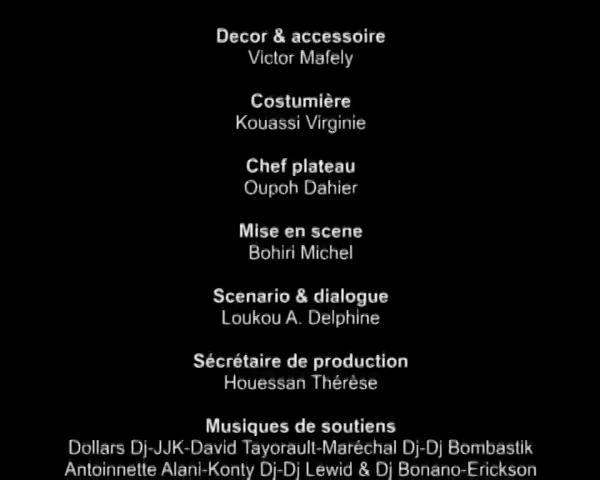 Decor & accessoire
Victor Mafely
Costumière
Kouassi Virginie
Chef plateau
Oupoh Dahier
Mise en scene
Bohiri Michel
Scenario & dialogue
Loukou A. Delphine
Sécrétaire de production
Houessan Thérèse
Musiques de soutiens
Dollars Dj-JJK-David Tayorault-Maréchal Dj-Dj Bombastik
Antoinnette Alani-Konty Dj-Dj Lewid & Dj Bonano-Erickson